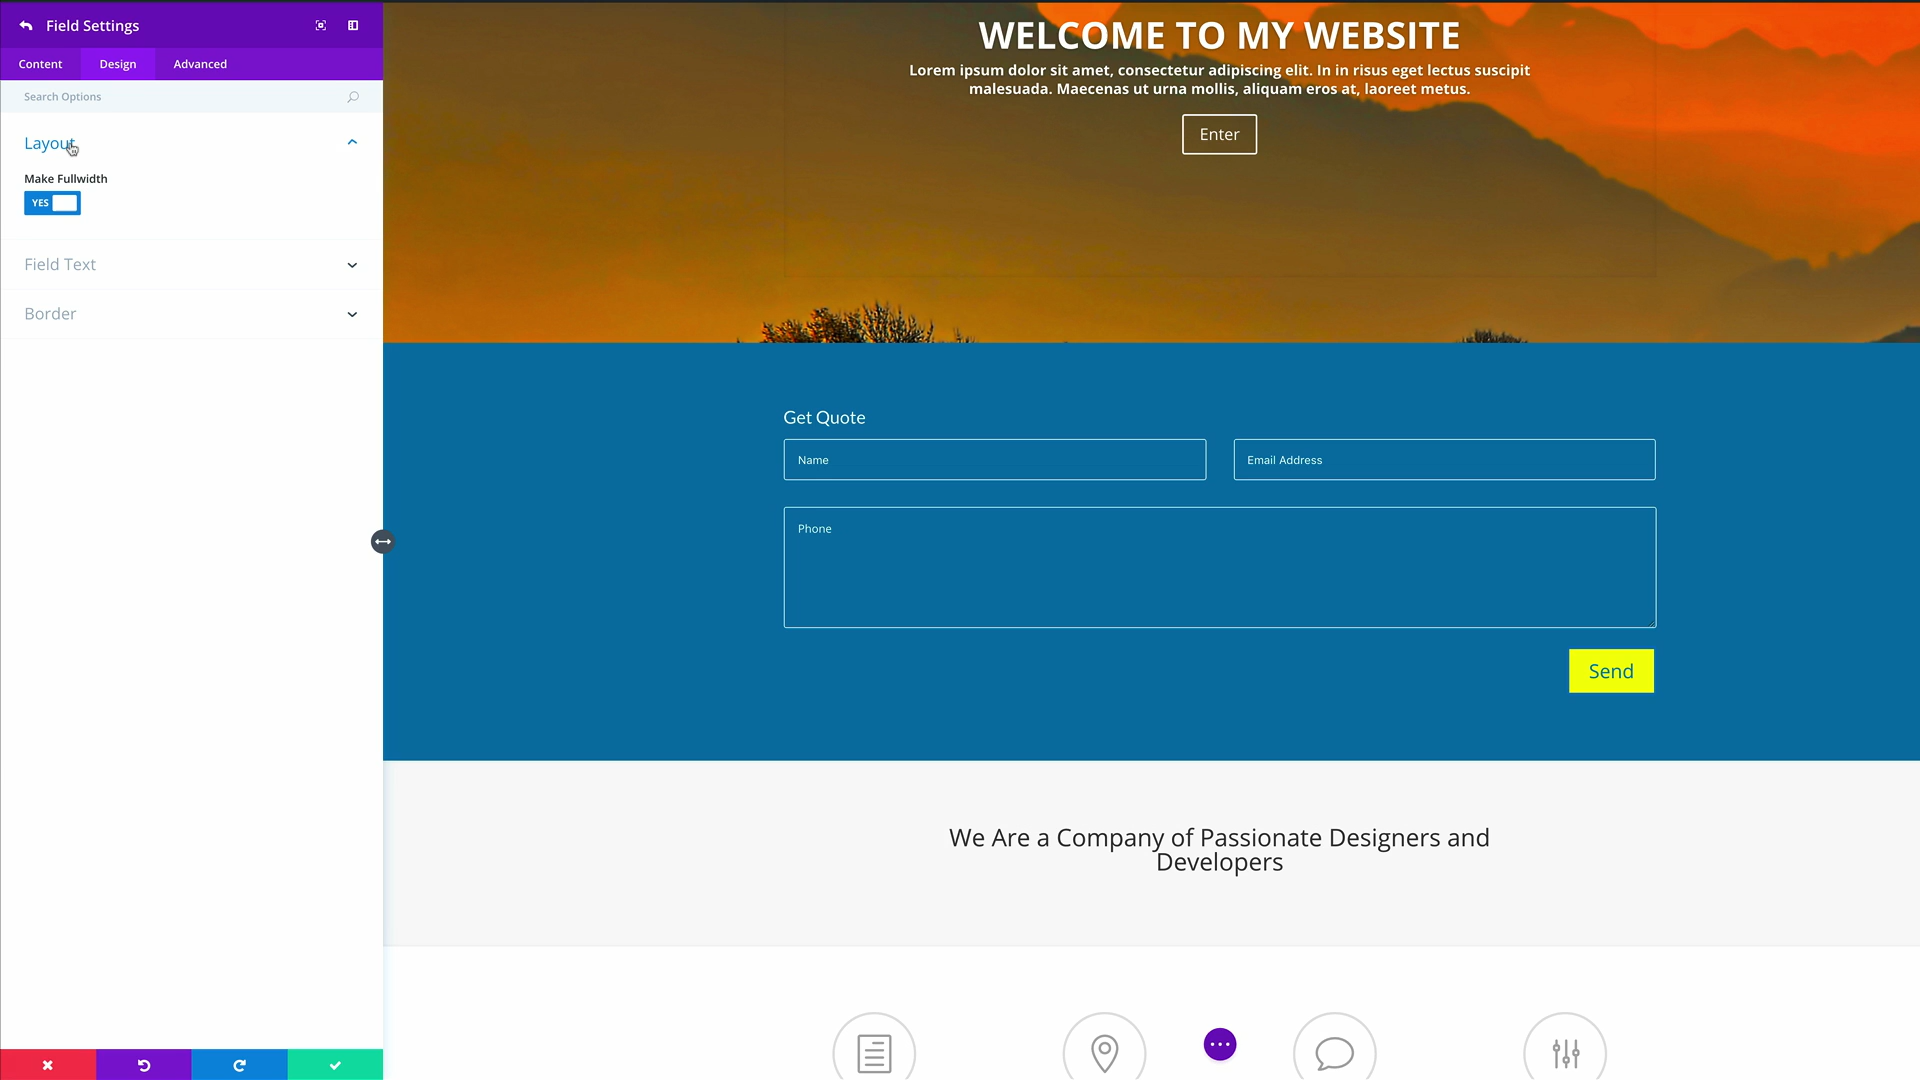 Field Settings
Content
Design
Advanced
Search Options
Layout
Make Fullwidth
YES
Field Text
Border
WELCOME TO MY WEBSITE
Lorem ipsum dolor sit amet, consectetur adipiscing elit. In in risus eget lectus suscipit
malesuada. Maecenas ut urna mollis, aliquam eros at, laoreet metus.
Enter
Get Quote
Name
Email Address
Phone
Send
We Are a Company of Passionate Designers and
Developers